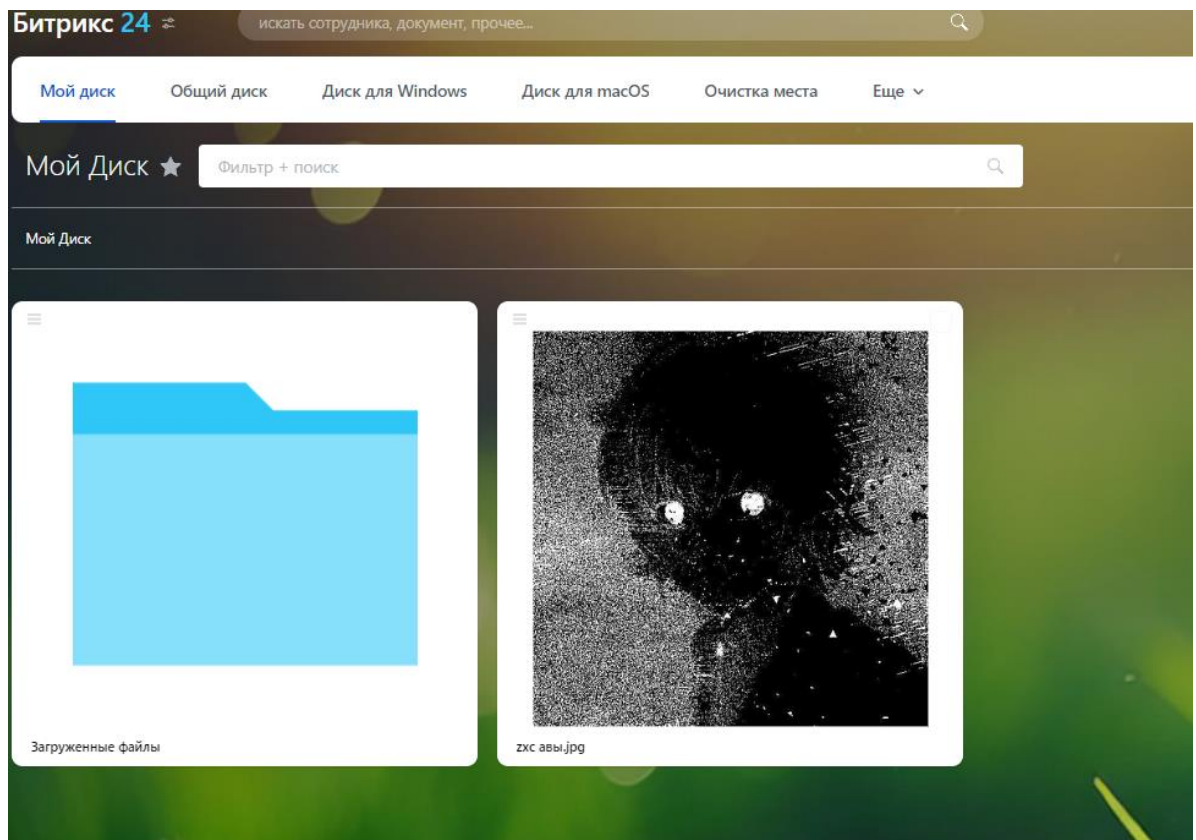 Битрикс 24
искать сотрудника, документ, прочее...
Мой диск Общий диск Диск для Windows Диск для macOS Очистка места Еще
Мой Диск Фильтр + поиск
Мой Диск
Загруженные файлы zxc авы.jpg